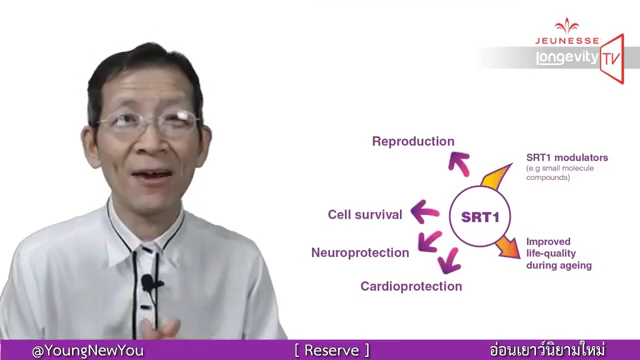 JEUNESSE
longevity
TV
Reproduction
SRT1 modulators
(e.g small molecule
compounds)
Cell survival
SRT1
Neuroprotection
Improved
life-quality
during ageing
Cardioprotection
@YoungNewYou
[ Reserve ]
อ่อนเยาว์นิยามใหม่